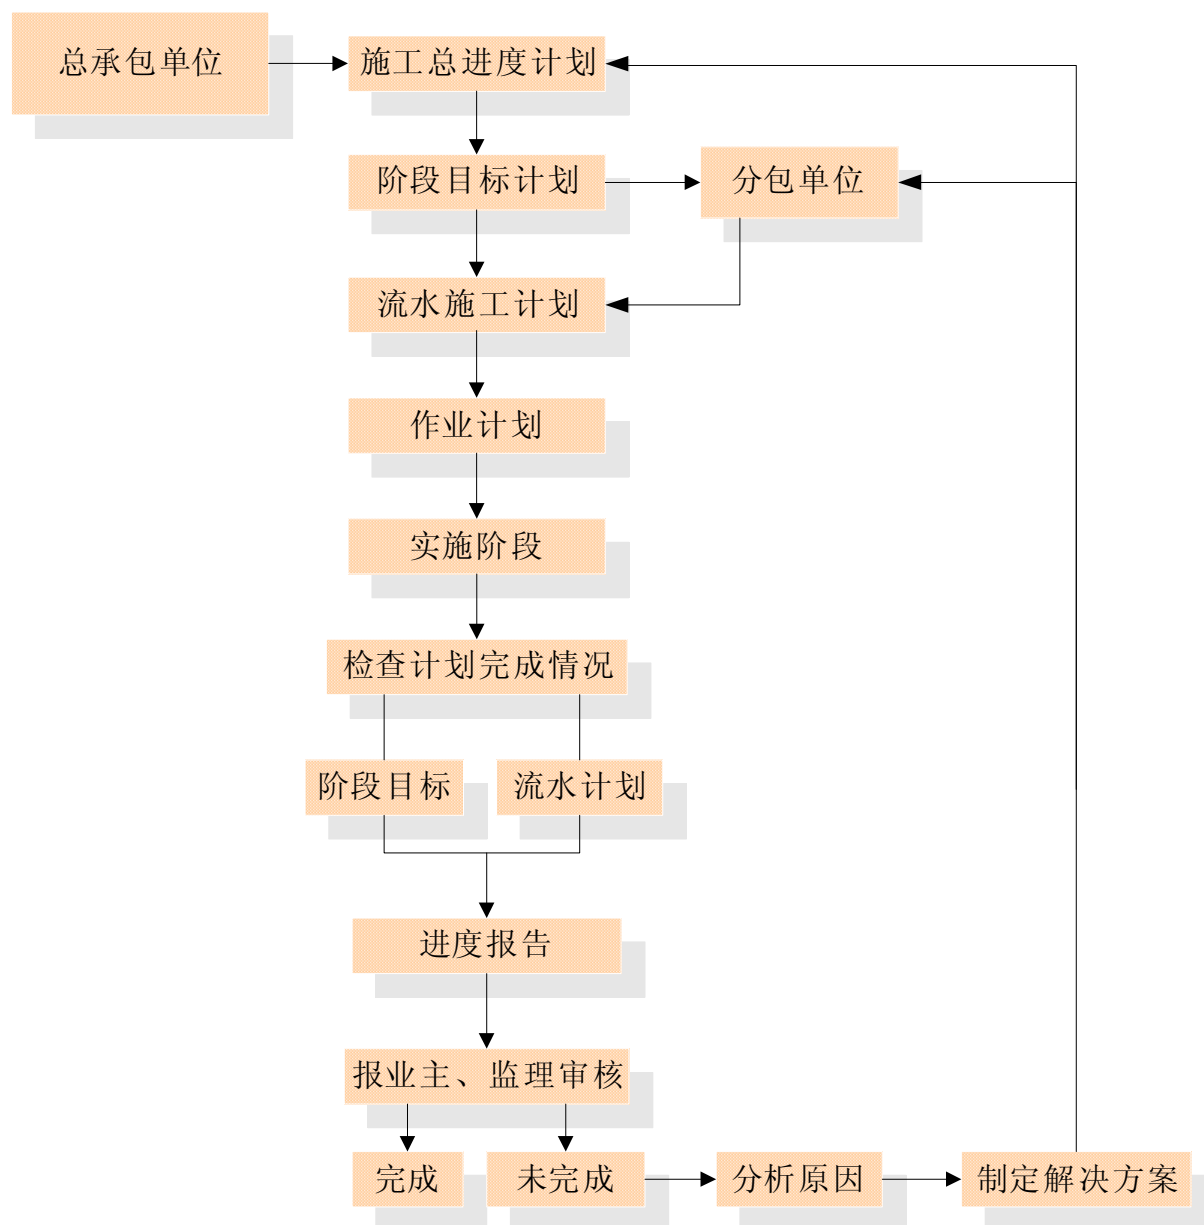 总承包单位
施工总进度计划
阶段目标计划
分包单位
流水施工计划
作业计划
实施阶段
检查计划完成情况
阶段目标
流水计划
进度报告
报业主、监理审核
完成
未完成
分析原因
制定解决方案